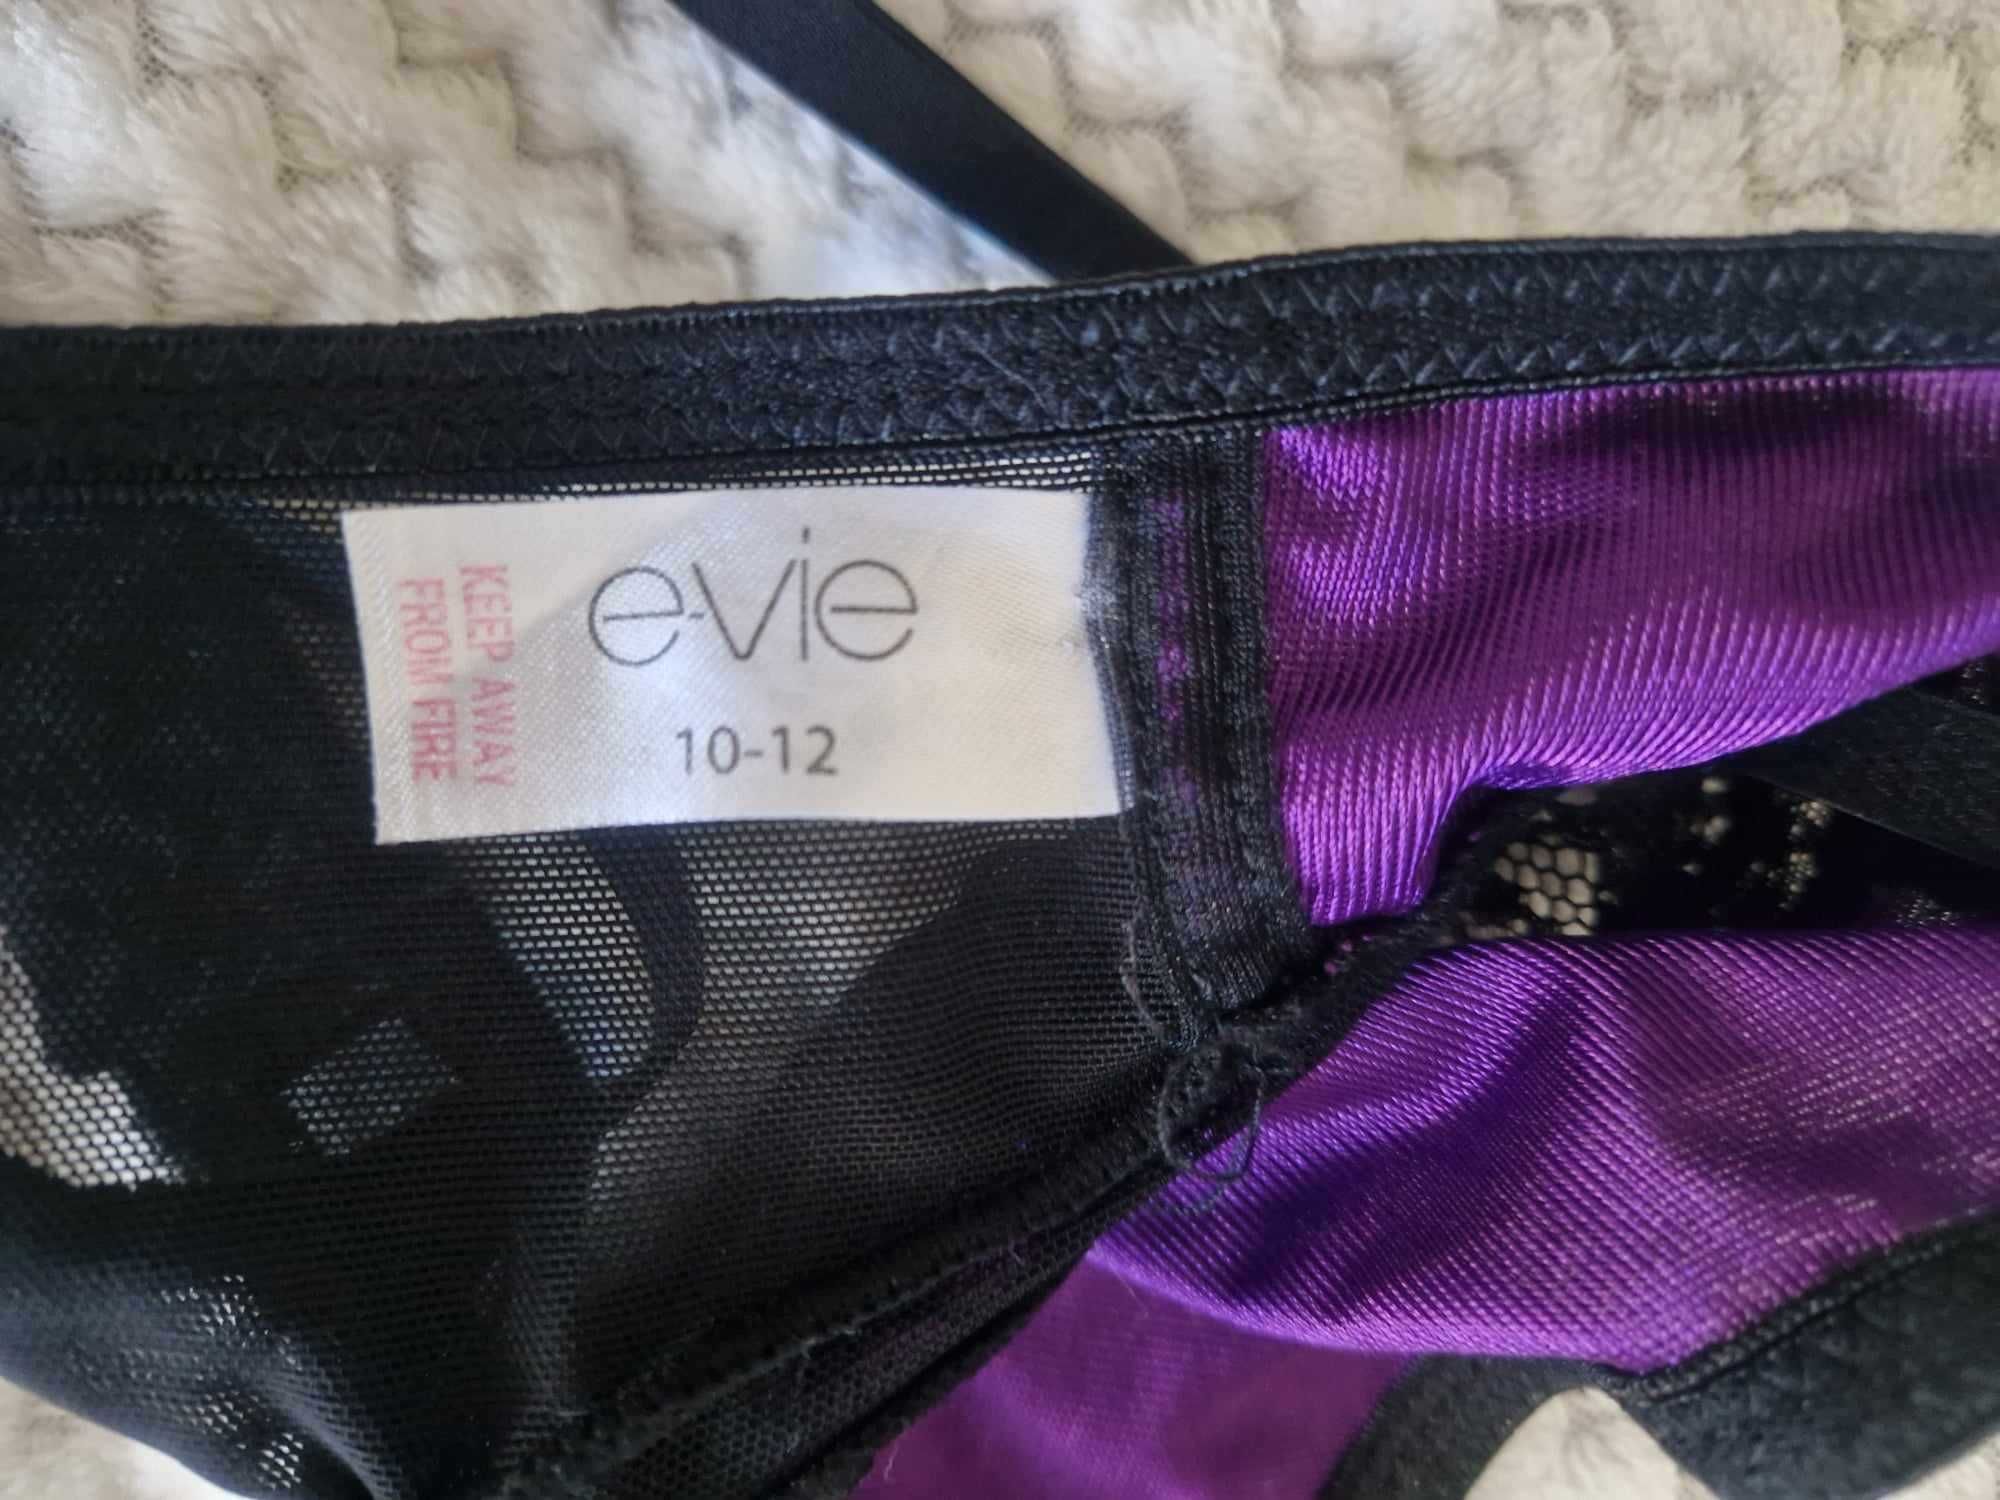 e-vie
10-12
KEEP AWAY
FROM FIRE